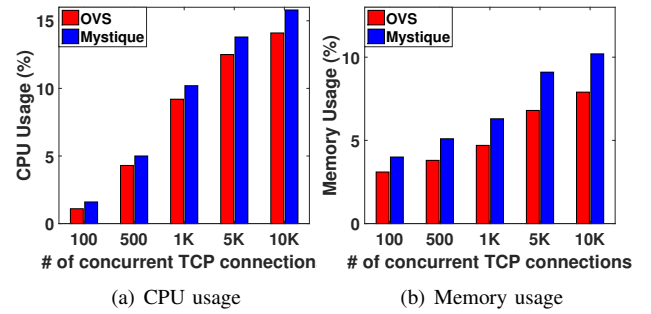 OVS
Mystique
CPU Usage (%)
15
10
5
0
100 500 1K 5K 10K
# of concurrent TCP connection
(a) CPU usage
OVS
Mystique
Memory Usage (%)
10
5
0
100 500 1K 5K 10K
# of concurrent TCP connections
(b) Memory usage